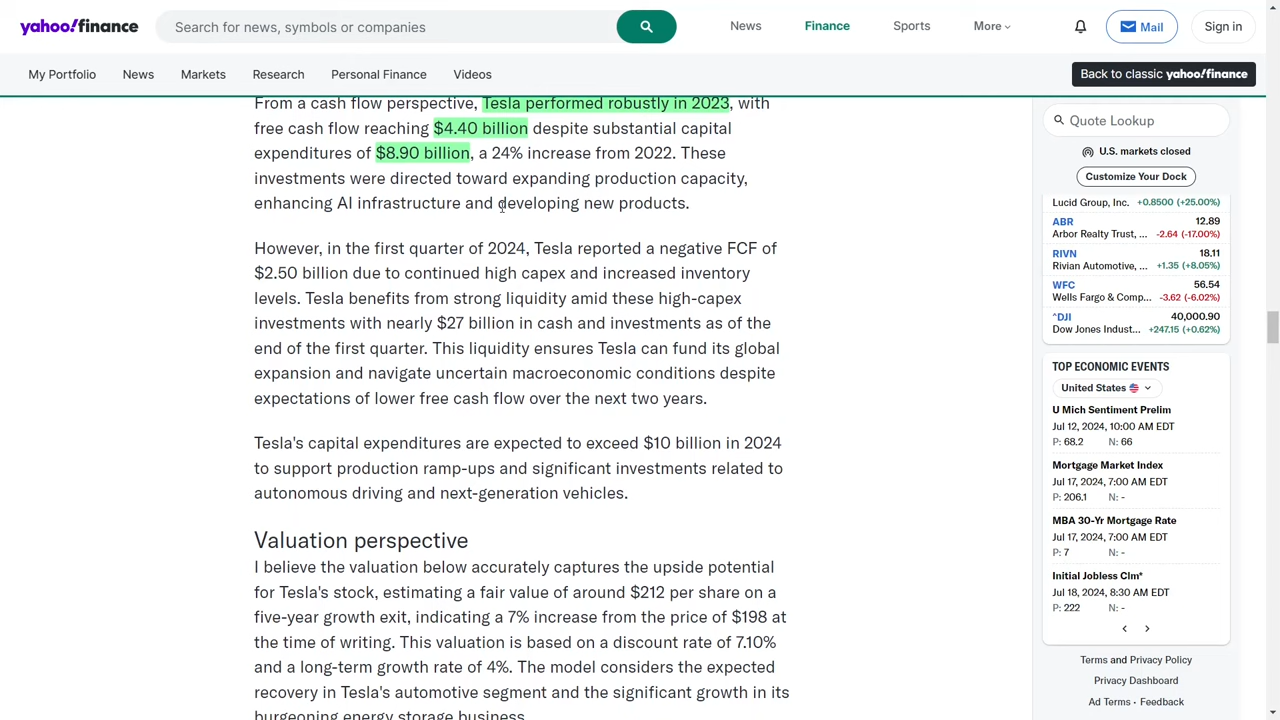 yahoo!finance
Search for news, symbols or companies
News
Finance
Sports
More
Mail
Sign in
My Portfolio
News
Markets
Research
Personal Finance
Videos
Back to classic yahoo!finance
From a cash flow perspective, Tesla performed robustly in 2023, with
free cash flow reaching $4.40 billion despite substantial capital
expenditures of $8.90 billion, a 24% increase from 2022. These
investments were directed toward expanding production capacity,
enhancing AI infrastructure and developing new products.
However, in the first quarter of 2024, Tesla reported a negative FCF of
$2.50 billion due to continued high capex and increased inventory
levels. Tesla benefits from strong liquidity amid these high-capex
investments with nearly $27 billion in cash and investments as of the
end of the first quarter. This liquidity ensures Tesla can fund its global
expansion and navigate uncertain macroeconomic conditions despite
expectations of lower free cash flow over the next two years.
Tesla's capital expenditures are expected to exceed $10 billion in 2024
to support production ramp-ups and significant investments related to
autonomous driving and next-generation vehicles.
Valuation perspective
I believe the valuation below accurately captures the upside potential
for Tesla's stock, estimating a fair value of around $212 per share on a
five-year growth exit, indicating a 7% increase from the price of $198 at
the time of writing. This valuation is based on a discount rate of 7.10%
and a long-term growth rate of 4%. The model considers the expected
recovery in Tesla's automotive segment and the significant growth in its
burgeoning energy storage business.
Quote Lookup
U.S. markets closed
Customize Your Dock
Lucid Group, Inc. +0.8500 (+25.00%)
ABR 12.89
Arbor Realty Trust, ... -2.64 (-17.00%)
RIVN 18.11
Rivian Automotive, ... +1.35 (+8.05%)
WFC 56.54
Wells Fargo & Comp... -3.62 (-6.02%)
^DJI 40,000.90
Dow Jones Indust... +247.15 (+0.62%)
TOP ECONOMIC EVENTS
United States
U Mich Sentiment Prelim
Jul 12, 2024, 10:00 AM EDT
P: 68.2 N: 66
Mortgage Market Index
Jul 17, 2024, 7:00 AM EDT
P: 206.1 N: -
MBA 30-Yr Mortgage Rate
Jul 17, 2024, 7:00 AM EDT
P: 7 N: -
Initial Jobless Clm*
Jul 18, 2024, 8:30 AM EDT
P: 222 N: -
Terms and Privacy Policy
Privacy Dashboard
Ad Terms • Feedback